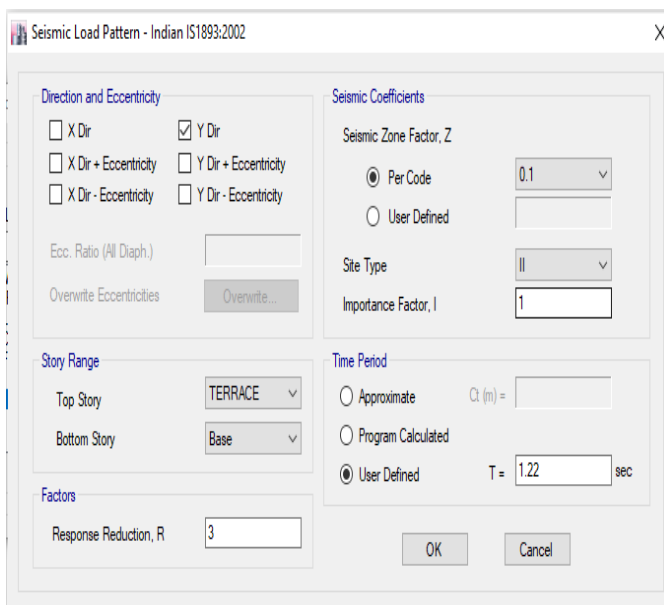 Seismic Load Pattern - Indian IS1893:2002
Direction and Eccentricity
X Dir
Y Dir
X Dir + Eccentricity
Y Dir + Eccentricity
X Dir - Eccentricity
Y Dir - Eccentricity
Ecc. Ratio (All Diaph.)
Overwrite Eccentricities
Overwrite...
Story Range
Top Story
TERRACE
Bottom Story
Base
Factors
Response Reduction, R
3
Seismic Coefficients
Seismic Zone Factor, Z
Per Code
0.1
User Defined
Site Type
II
Importance Factor, I
1
Time Period
Approximate
Ct (m) =
Program Calculated
User Defined
T =
1.22
sec
OK
Cancel